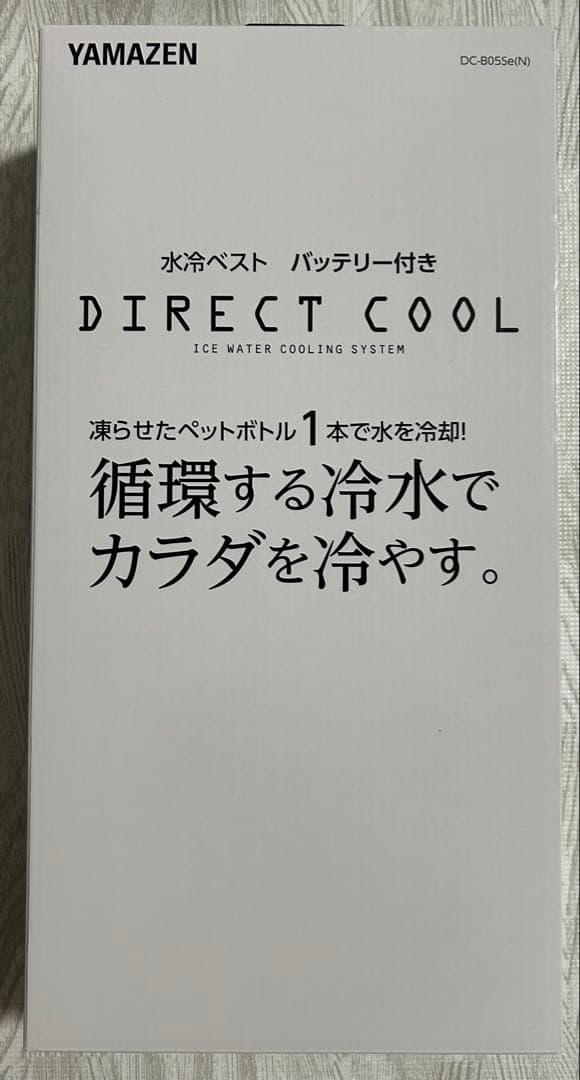 YAMAZEN
DC-B05Se(N)
水冷ベスト　バッテリー付き
DIRECT COOL
ICE WATER COOLING SYSTEM
凍らせたペットボトル1本で水を冷却!
循環する冷水で
カラダを冷やす。